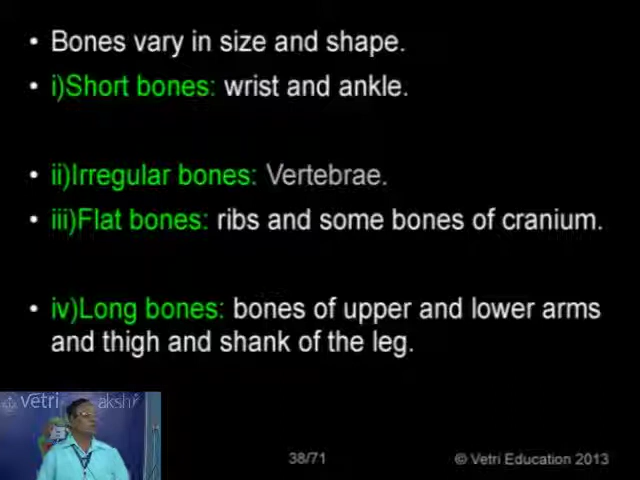 • Bones vary in size and shape.
• i)Short bones: wrist and ankle.
• ii)Irregular bones: Vertebrae.
• iii)Flat bones: ribs and some bones of cranium.
• iv)Long bones: bones of upper and lower arms
and thigh and shank of the leg.
vetri akshi
38/71
© Vetri Education 2013